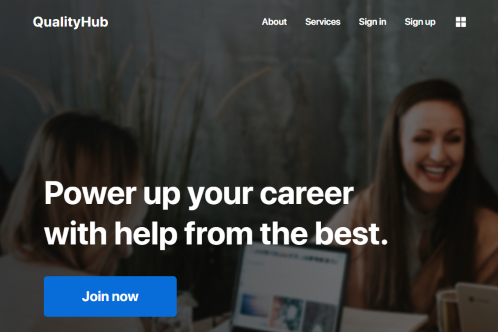 QualityHub
About
Services
Sign in
Sign up
Power up your career
with help from the best.
Join now